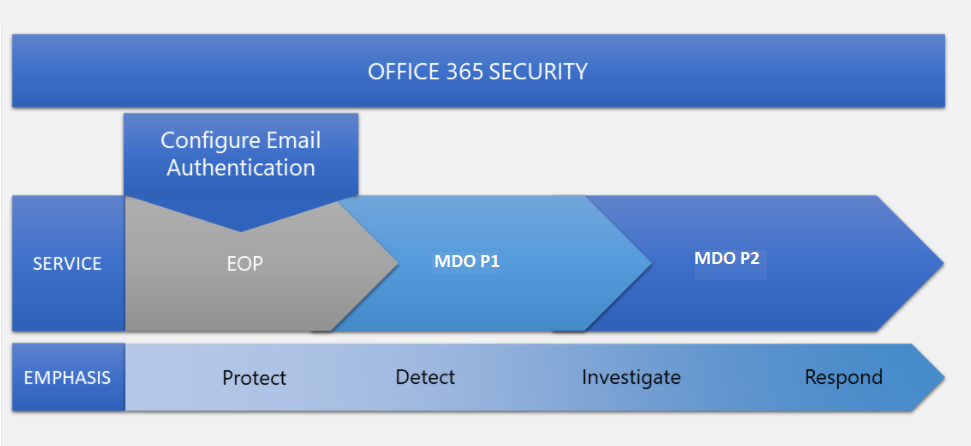 OFFICE 365 SECURITY
Configure Email
Authentication
SERVICE
EOP
MDO P1
MDO P2
EMPHASIS
Protect
Detect
Investigate
Respond